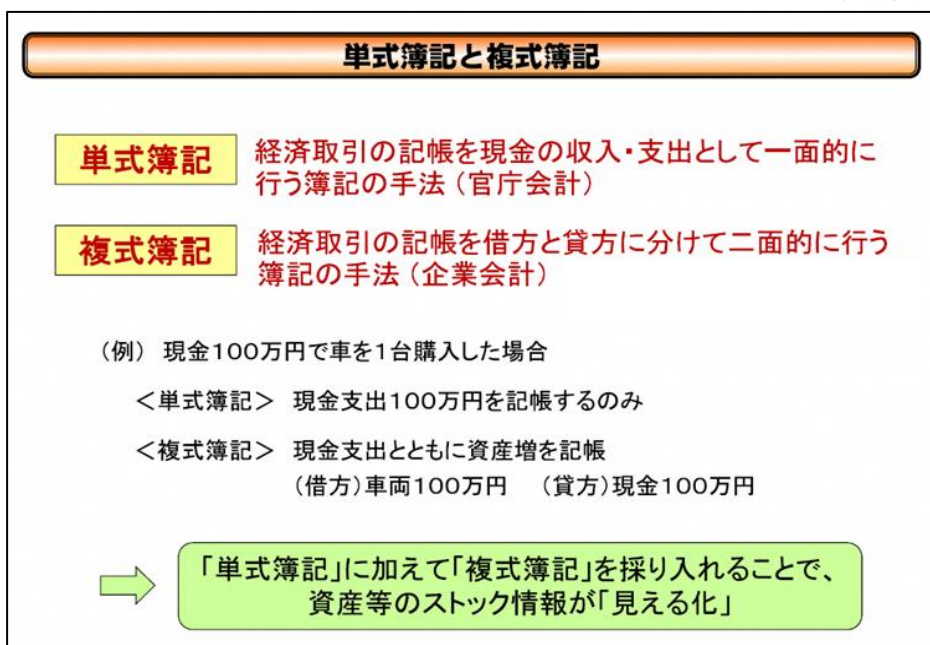 単式簿記と複式簿記
単式簿記
経済取引の記帳を現金の収入・支出として一面的に
行う簿記の手法（官庁会計）
複式簿記
経済取引の記帳を借方と貸方に分けて二面的に行う
簿記の手法（企業会計）
（例） 現金100万円で車を1台購入した場合
＜単式簿記＞ 現金支出100万円を記帳するのみ
＜複式簿記＞ 現金支出とともに資産増を記帳
（借方）車両100万円 （貸方）現金100万円
「単式簿記」に加えて「複式簿記」を採り入れることで、
資産等のストック情報が「見える化」